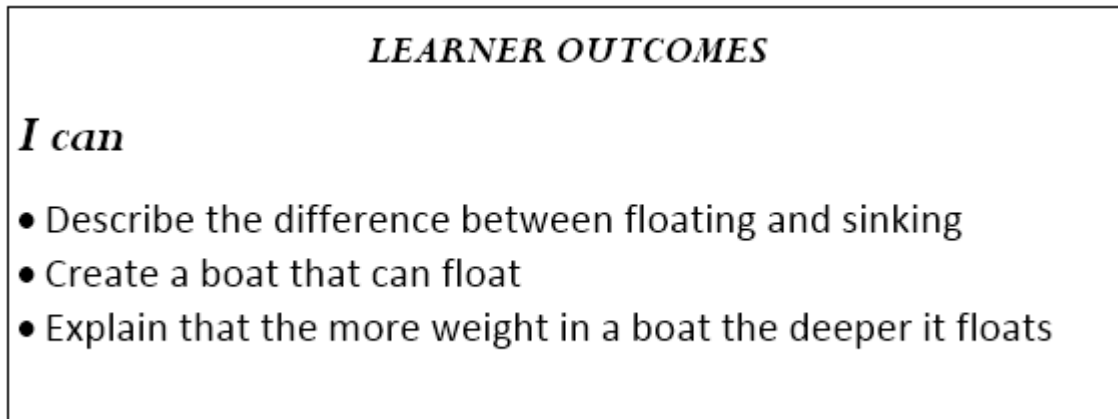 LEARNER OUTCOMES
I can
• Describe the difference between floating and sinking
• Create a boat that can float
• Explain that the more weight in a boat the deeper it floats